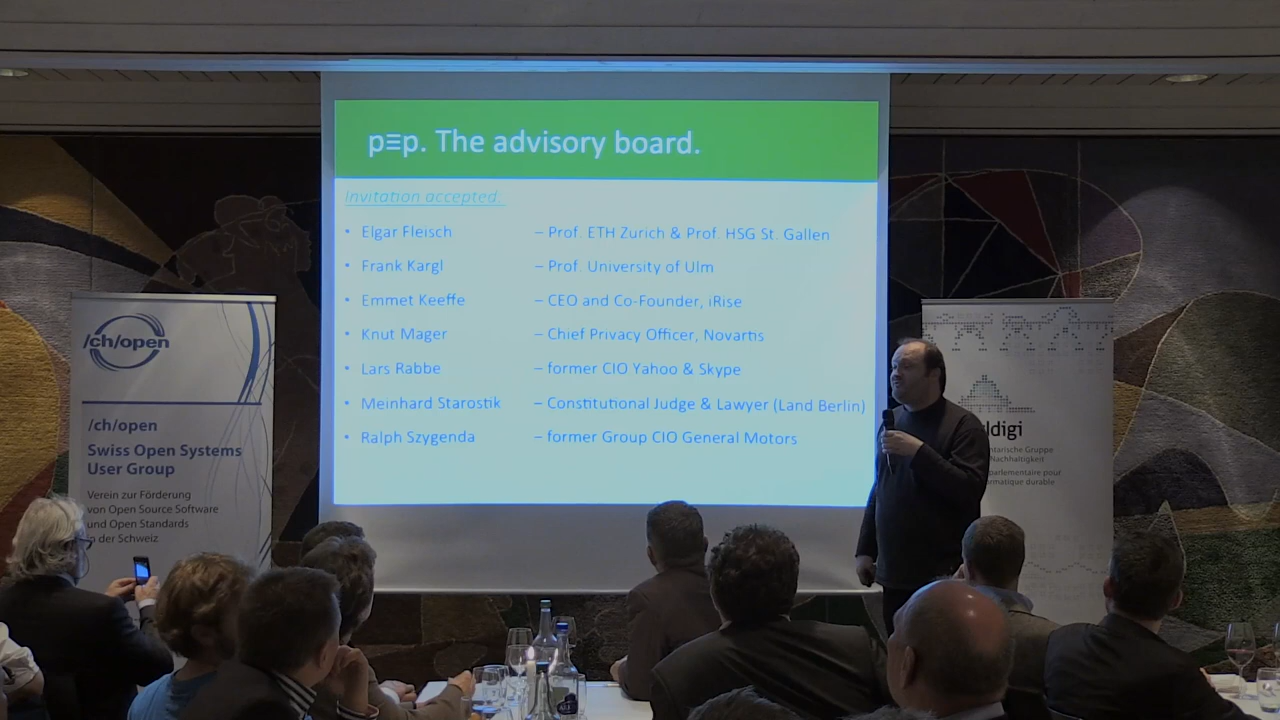 p≡p. The advisory board.
Invitation accepted:
• Elgar Fleisch – Prof. ETH Zurich & Prof. HSG St. Gallen
• Frank Kargl – Prof. University of Ulm
• Emmet Keeffe – CEO and Co-Founder, iRise
• Knut Mager – Chief Privacy Officer, Novartis
• Lars Rabbe – former CIO Yahoo & Skype
• Meinhard Starostik – Constitutional Judge & Lawyer (Land Berlin)
• Ralph Szygenda – former Group CIO General Motors
/ch/open
/ch/open
Swiss Open Systems
User Group
Verein zur Förderung
von Open Source Software
und Open Standards
in der Schweiz
ldigi
ntarische Gruppe
Nachhaltigkeit
parlementaire pour
rmatique durable